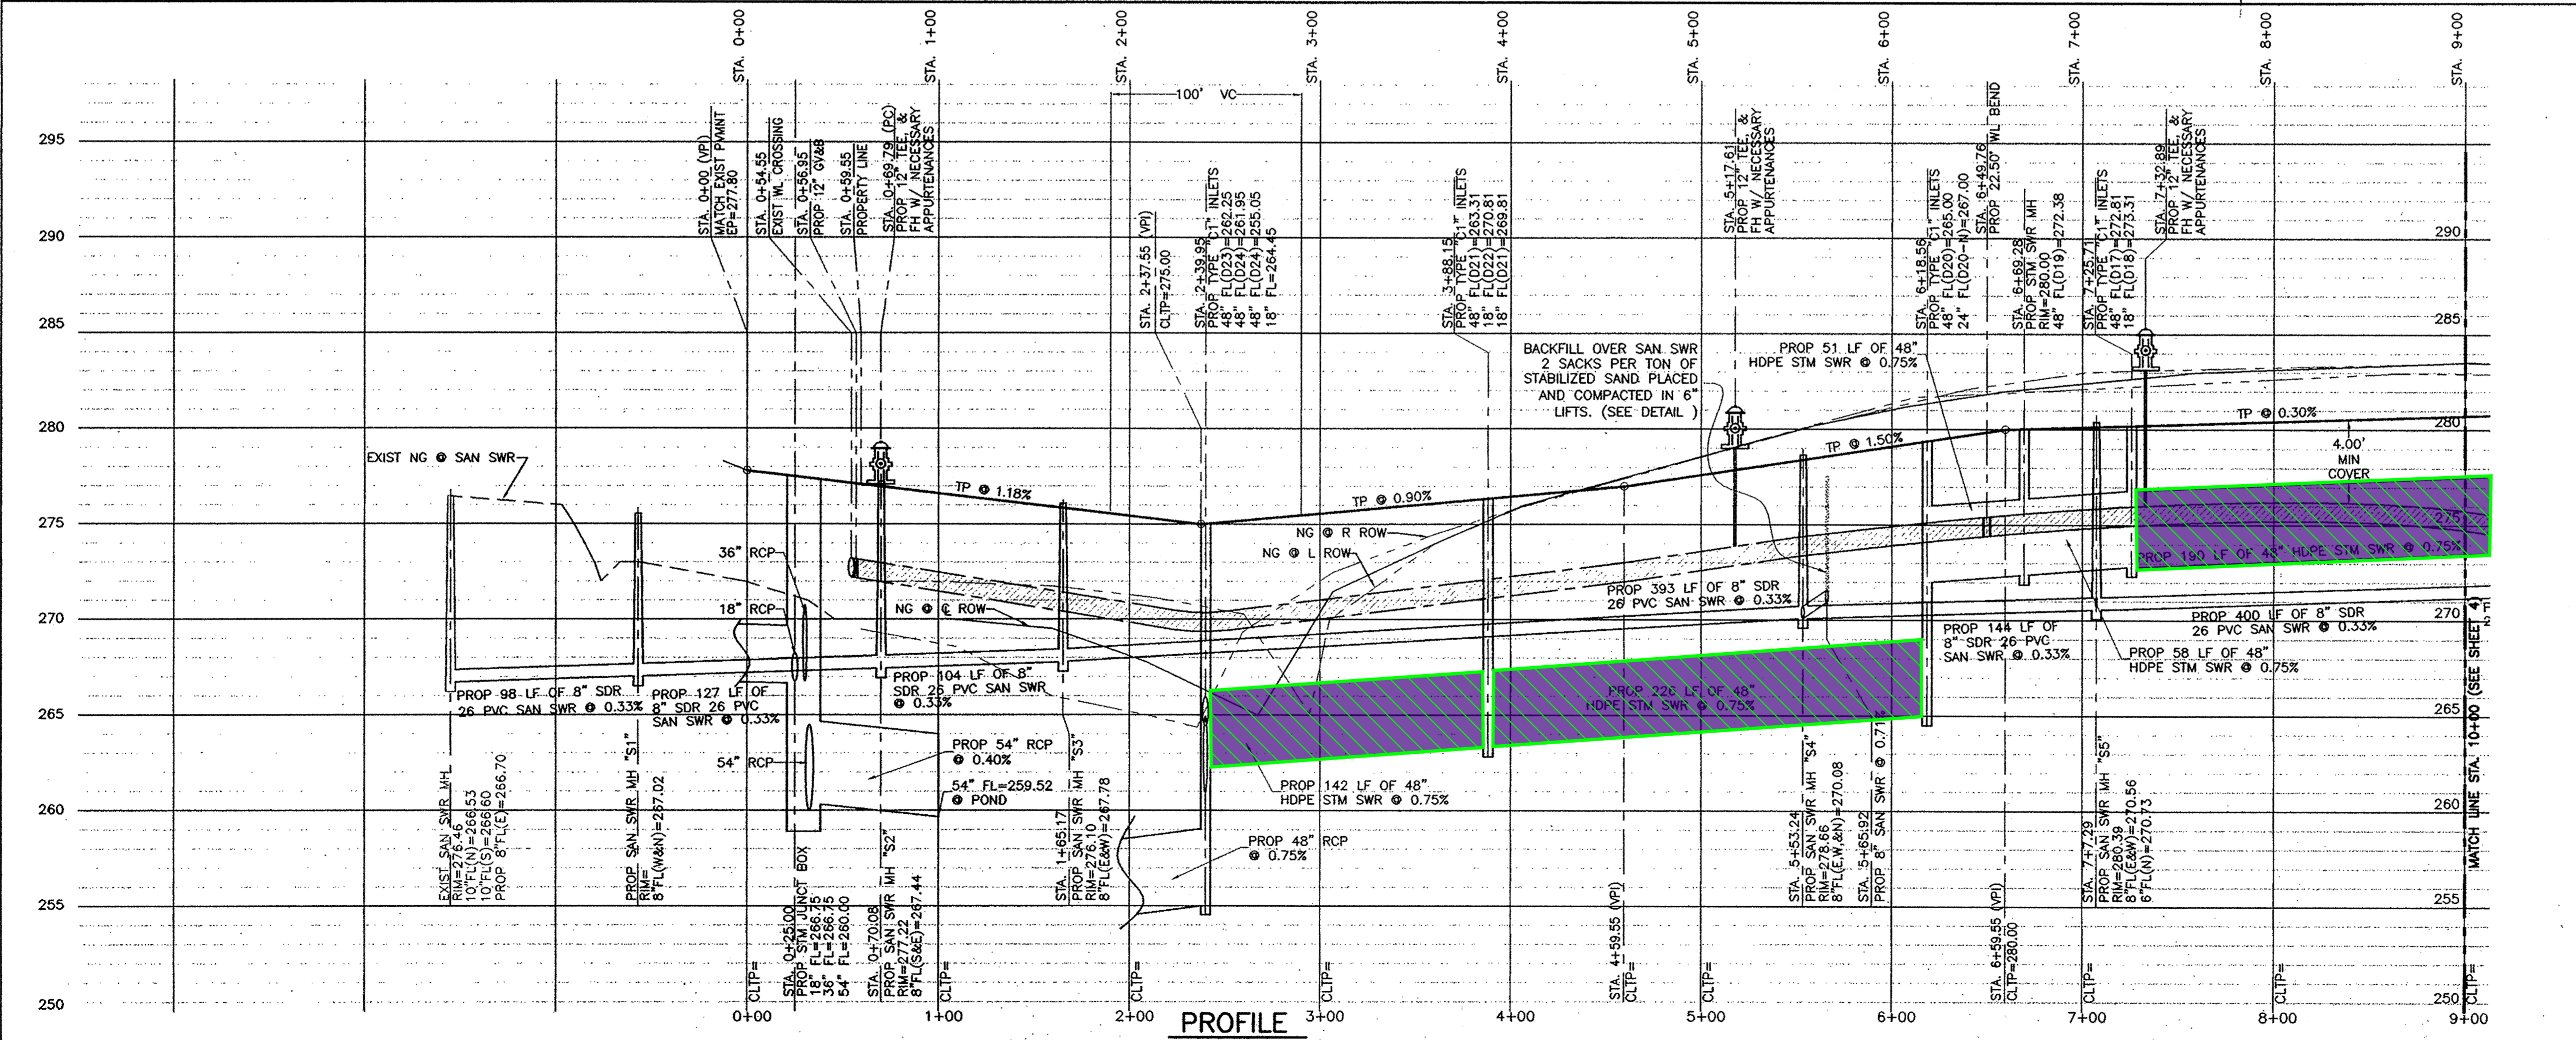 STA. 0+00
STA. 1+00
STA. 2+00
STA. 3+00
STA. 4+00
STA. 5+00
STA. 6+00
STA. 7+00
STA. 8+00
STA. 9+00
100' VC
295
290
285
280
275
270
265
260
255
250
STA. 0+00 (VP)
MATCH EXIST PVMNT
EP=277.80
STA. 0+54.55
EXIST WL CROSSING
STA. 0+56.95
PROP 12" GV&B
STA. 0+59.55
PROPERTY LINE
STA. 0+69.79 (PC)
PROP 12" TEE, &
FH W/ NECESSARY
APPURTENANCES
STA. 2+37.55 (VPI)
CLTP=275.00
STA. 2+39.95
PROP TYPE "C1" INLETS
48" FL(D23)=262.25
48" FL(D24)=261.95
48" FL(D24)=255.05
18" FL=264.45
STA. 3+88.15
PROP TYPE "C1" INLETS
48" FL(D21)=263.31
18" FL(D22)=270.81
18" FL(D21)=269.81
STA. 5+17.61
PROP 12" TEE, &
FH W/ NECESSARY
APPURTENANCES
STA. 6+18.56
PROP TYPE "C1" INLETS
48" FL(D20)=265.00
24" FL(D20-N)=267.00
STA. 6+49.76
PROP 22.50° WL BEND
STA. 6+69.28
PROP STM SWR MH
RIM=280.00
48" FL(D19)=272.38
STA. 7+25.71
PROP TYPE "C1" INLETS
48" FL(D17)=272.81
18" FL(D18)=273.31
STA. 7+32.89
PROP 12" TEE, &
FH W/ NECESSARY
APPURTENANCES
290
285
280
275
270
265
260
255
250
BACKFILL OVER SAN SWR
2 SACKS PER TON OF
STABILIZED SAND PLACED
AND COMPACTED IN 6"
LIFTS. (SEE DETAIL )
PROP 51 LF OF 48"
HDPE STM SWR @ 0.75%
EXIST NG @ SAN SWR
TP @ 1.18%
TP @ 0.90%
TP @ 1.50%
TP @ 0.30%
4.00'
MIN
COVER
36" RCP
18" RCP
NG @ ℄ ROW
NG @ R ROW
NG @ L ROW
PROP 393 LF OF 8" SDR
26 PVC SAN SWR @ 0.33%
PROP 190 LF OF 48" HDPE STM SWR @ 0.75%
PROP 400 LF OF 8" SDR
26 PVC SAN SWR @ 0.33%
PROP 144 LF OF
8" SDR 26 PVC
SAN SWR @ 0.33%
PROP 58 LF OF 48"
HDPE STM SWR @ 0.75%
PROP 98 LF OF 8" SDR
26 PVC SAN SWR @ 0.33%
PROP 127 LF OF
8" SDR 26 PVC
SAN SWR @ 0.33%
PROP 104 LF OF 8"
SDR 26 PVC SAN SWR
@ 0.33%
PROP 226 LF OF 48"
HDPE STM SWR @ 0.75%
54" RCP
PROP 54" RCP
@ 0.40%
54" FL=259.52
@ POND
PROP 142 LF OF 48"
HDPE STM SWR @ 0.75%
PROP 48" RCP
@ 0.75%
EXIST SAN SWR MH
RIM=276.46
10"FL(N)=266.53
10"FL(S)=266.60
PROP 8"FL(E)=266.70
PROP SAN SWR MH "S1"
RIM=
8"FL(W&N)=267.02
STA. 0+25.00
PROP STM JUNCT BOX
18" FL=266.75
36" FL=266.75
54" FL=260.00
STA. 0+70.08
PROP SAN SWR MH "S2"
RIM=277.22
8"FL(S&E)=267.44
STA. 1+65.17
PROP SAN SWR MH "S3"
RIM=276.10
8"FL(E&W)=267.78
STA. 4+59.55 (VPI)
CLTP=
STA. 5+53.24
PROP SAN SWR MH "S4"
RIM=278.66
8"FL(E,W,&N)=270.08
STA. 5+65.92
PROP 8" SAN SWR @ 0.71%
STA. 6+59.55 (VPI)
CLTP=280.00
STA. 7+7.29
PROP SAN SWR MH "S5"
RIM=280.39
8"FL(E&W)=270.56
6"FL(N)=270.73
MATCH LINE STA. 10+00 (SEE SHEET 4)
CLTP=
CLTP=
CLTP=
CLTP=
CLTP=
CLTP=
CLTP=
0+00
1+00
2+00
3+00
4+00
5+00
6+00
7+00
8+00
9+00
PROFILE